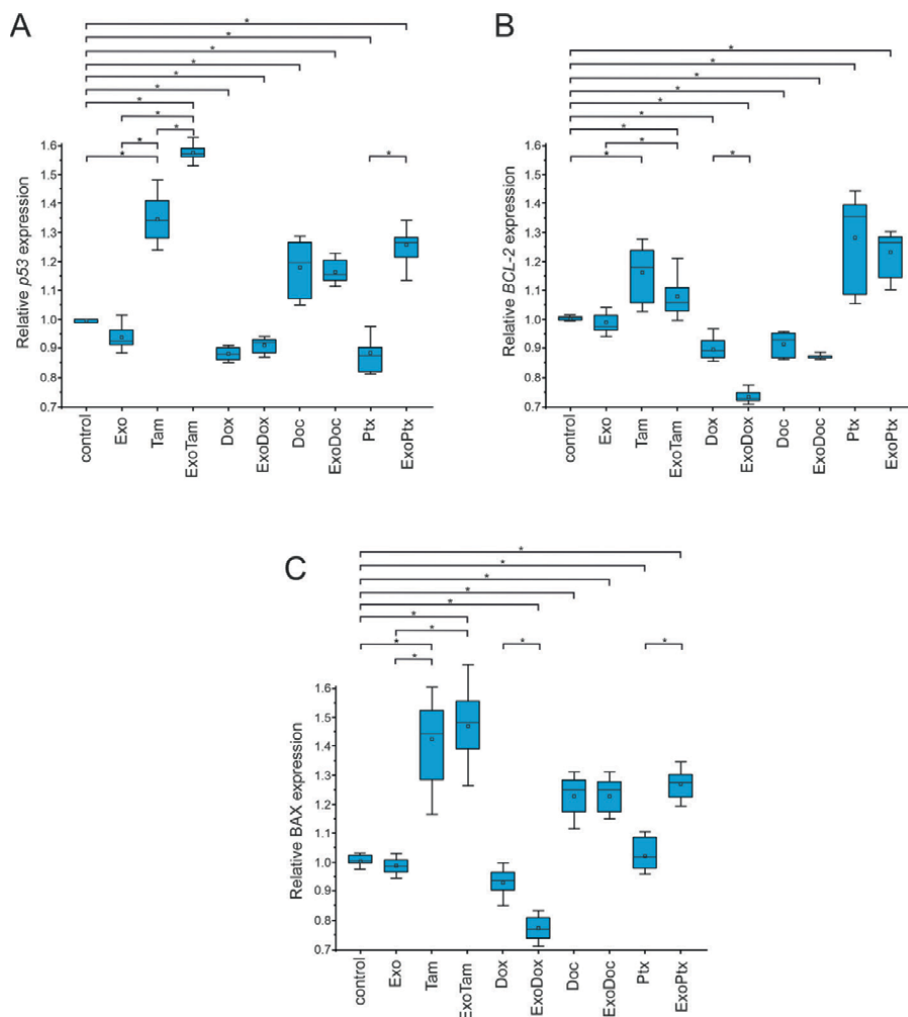 A
*
*
*
*
*
*
*
*
* *
*
*
Relative p53 expression
1.6
1.5
1.4
1.3
1.2
1.1
1.0
0.9
0.8
0.7
control
Exo
Tam
ExoTam
Dox
ExoDox
Doc
ExoDoc
Ptx
ExoPtx
B
*
*
*
*
*
*
*
*
*
*
Relative BCL-2 expression
1.6
1.5
1.4
1.3
1.2
1.1
1.0
0.9
0.8
0.7
control
Exo
Tam
ExoTam
Dox
ExoDox
Doc
ExoDoc
Ptx
ExoPtx
C
*
*
*
*
*
*
*
* * *
*
Relative BAX expression
1.6
1.5
1.4
1.3
1.2
1.1
1.0
0.9
0.8
0.7
control
Exo
Tam
ExoTam
Dox
ExoDox
Doc
ExoDoc
Ptx
ExoPtx